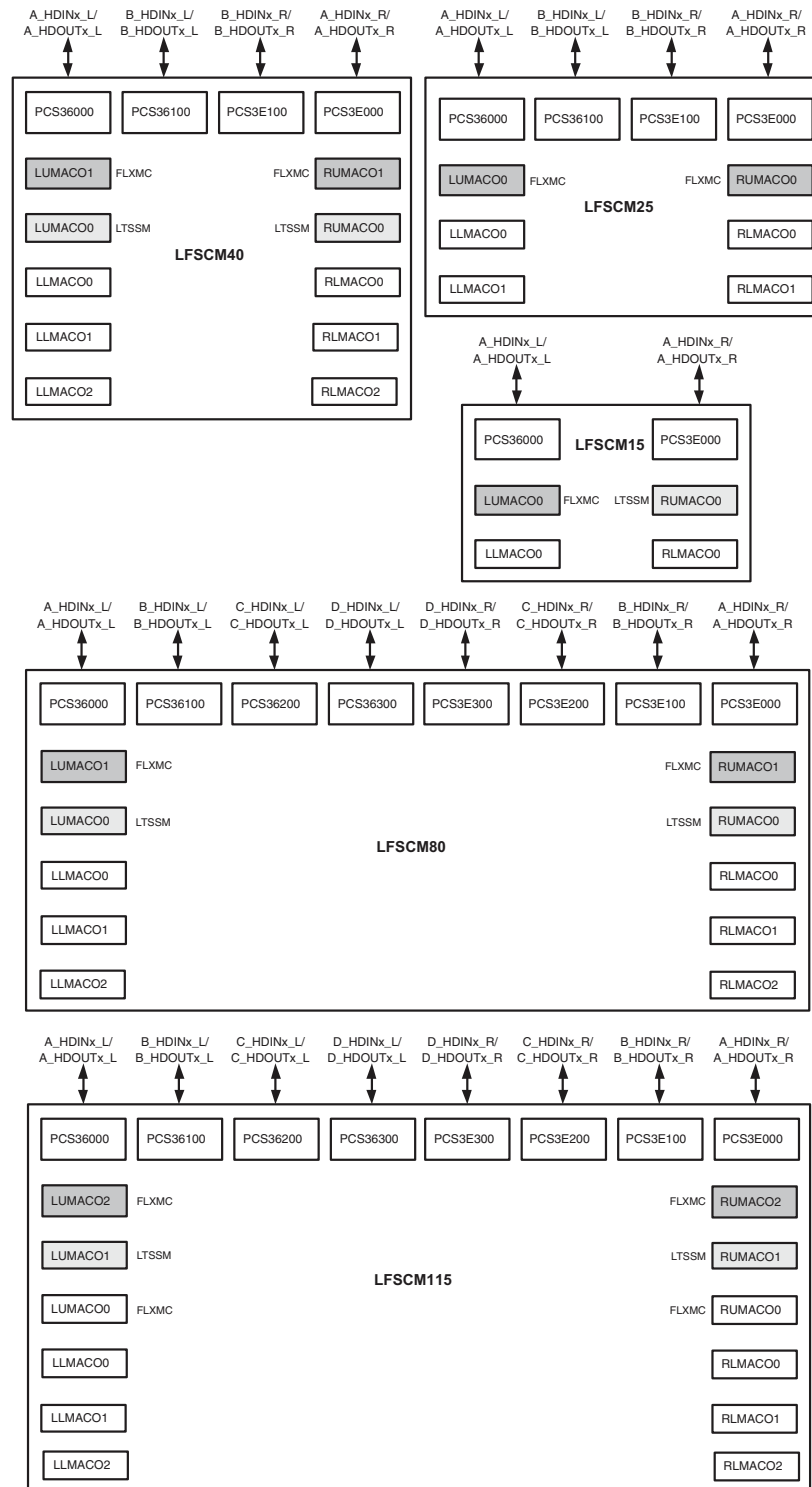 A_HDINx_L/ B_HDINx_L/ B_HDINx_R/ A_HDINx_R/
A_HDOUTx_L B_HDOUTx_L B_HDOUTx_R A_HDOUTx_R
PCS36000 PCS36100 PCS3E100 PCS3E000
LUMACO1 FLXMC FLXMC RUMACO1
LUMACO0 LTSSM LTSSM RUMACO0
LFSCM40
LLMACO0 RLMACO0
LLMACO1 RLMACO1
LLMACO2 RLMACO2
A_HDINx_L/ B_HDINx_L/ B_HDINx_R/ A_HDINx_R/
A_HDOUTx_L B_HDOUTx_L B_HDOUTx_R A_HDOUTx_R
PCS36000 PCS36100 PCS3E100 PCS3E000
LUMACO0 FLXMC FLXMC RUMACO0
LFSCM25
LLMACO0 RLMACO0
LLMACO1 RLMACO1
A_HDINx_L/ A_HDINx_R/
A_HDOUTx_L A_HDOUTx_R
PCS36000 LFSCM15 PCS3E000
LUMACO0 FLXMC LTSSM RUMACO0
LLMACO0 RLMACO0
A_HDINx_L/ B_HDINx_L/ C_HDINx_L/ D_HDINx_L/ D_HDINx_R/ C_HDINx_R/ B_HDINx_R/ A_HDINx_R/
A_HDOUTx_L B_HDOUTx_L C_HDOUTx_L D_HDOUTx_L D_HDOUTx_R C_HDOUTx_R B_HDOUTx_R A_HDOUTx_R
PCS36000 PCS36100 PCS36200 PCS36300 PCS3E300 PCS3E200 PCS3E100 PCS3E000
LUMACO1 FLXMC FLXMC RUMACO1
LUMACO0 LTSSM LTSSM RUMACO0
LFSCM80
LLMACO0 RLMACO0
LLMACO1 RLMACO1
LLMACO2 RLMACO2
A_HDINx_L/ B_HDINx_L/ C_HDINx_L/ D_HDINx_L/ D_HDINx_R/ C_HDINx_R/ B_HDINx_R/ A_HDINx_R/
A_HDOUTx_L B_HDOUTx_L C_HDOUTx_L D_HDOUTx_L D_HDOUTx_R C_HDOUTx_R B_HDOUTx_R A_HDOUTx_R
PCS36000 PCS36100 PCS36200 PCS36300 PCS3E300 PCS3E200 PCS3E100 PCS3E000
LUMACO2 FLXMC FLXMC RUMACO2
LUMACO1 LTSSM LTSSM RUMACO1
LFSCM115
LUMACO0 FLXMC FLXMC RUMACO0
LLMACO0 RLMACO0
LLMACO1 RLMACO1
LLMACO2 RLMACO2